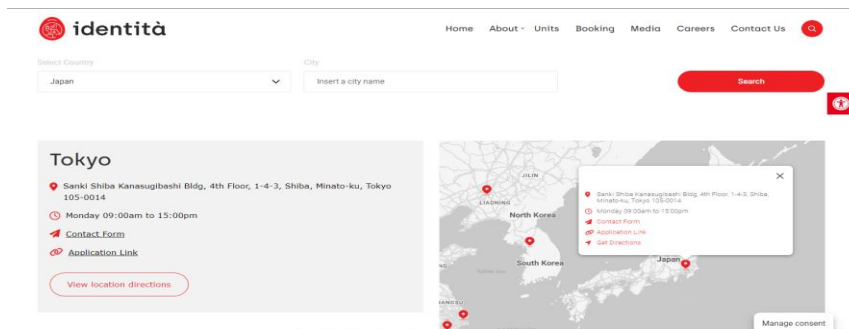 identità
Home About Units Booking Media Careers Contact Us
Select Country
City
Japan
Insert a city name
Search
Tokyo
Sanki Shiba Kanasugibashi Bldg, 4th Floor, 1-4-3, Shiba, Minato-ku, Tokyo
105-0014
Monday 09:00am to 15:00pm
Contact Form
Application Link
View location directions
JILIN
LIAONING
North Korea
South Korea
Japan
Sanki Shiba Kanasugibashi Bldg, 4th Floor, 1-4-3, Shiba,
Minato-ku, Tokyo 105-0014
Monday 09:00am to 15:00pm
Contact Form
Application Link
Get Directions
Manage consent